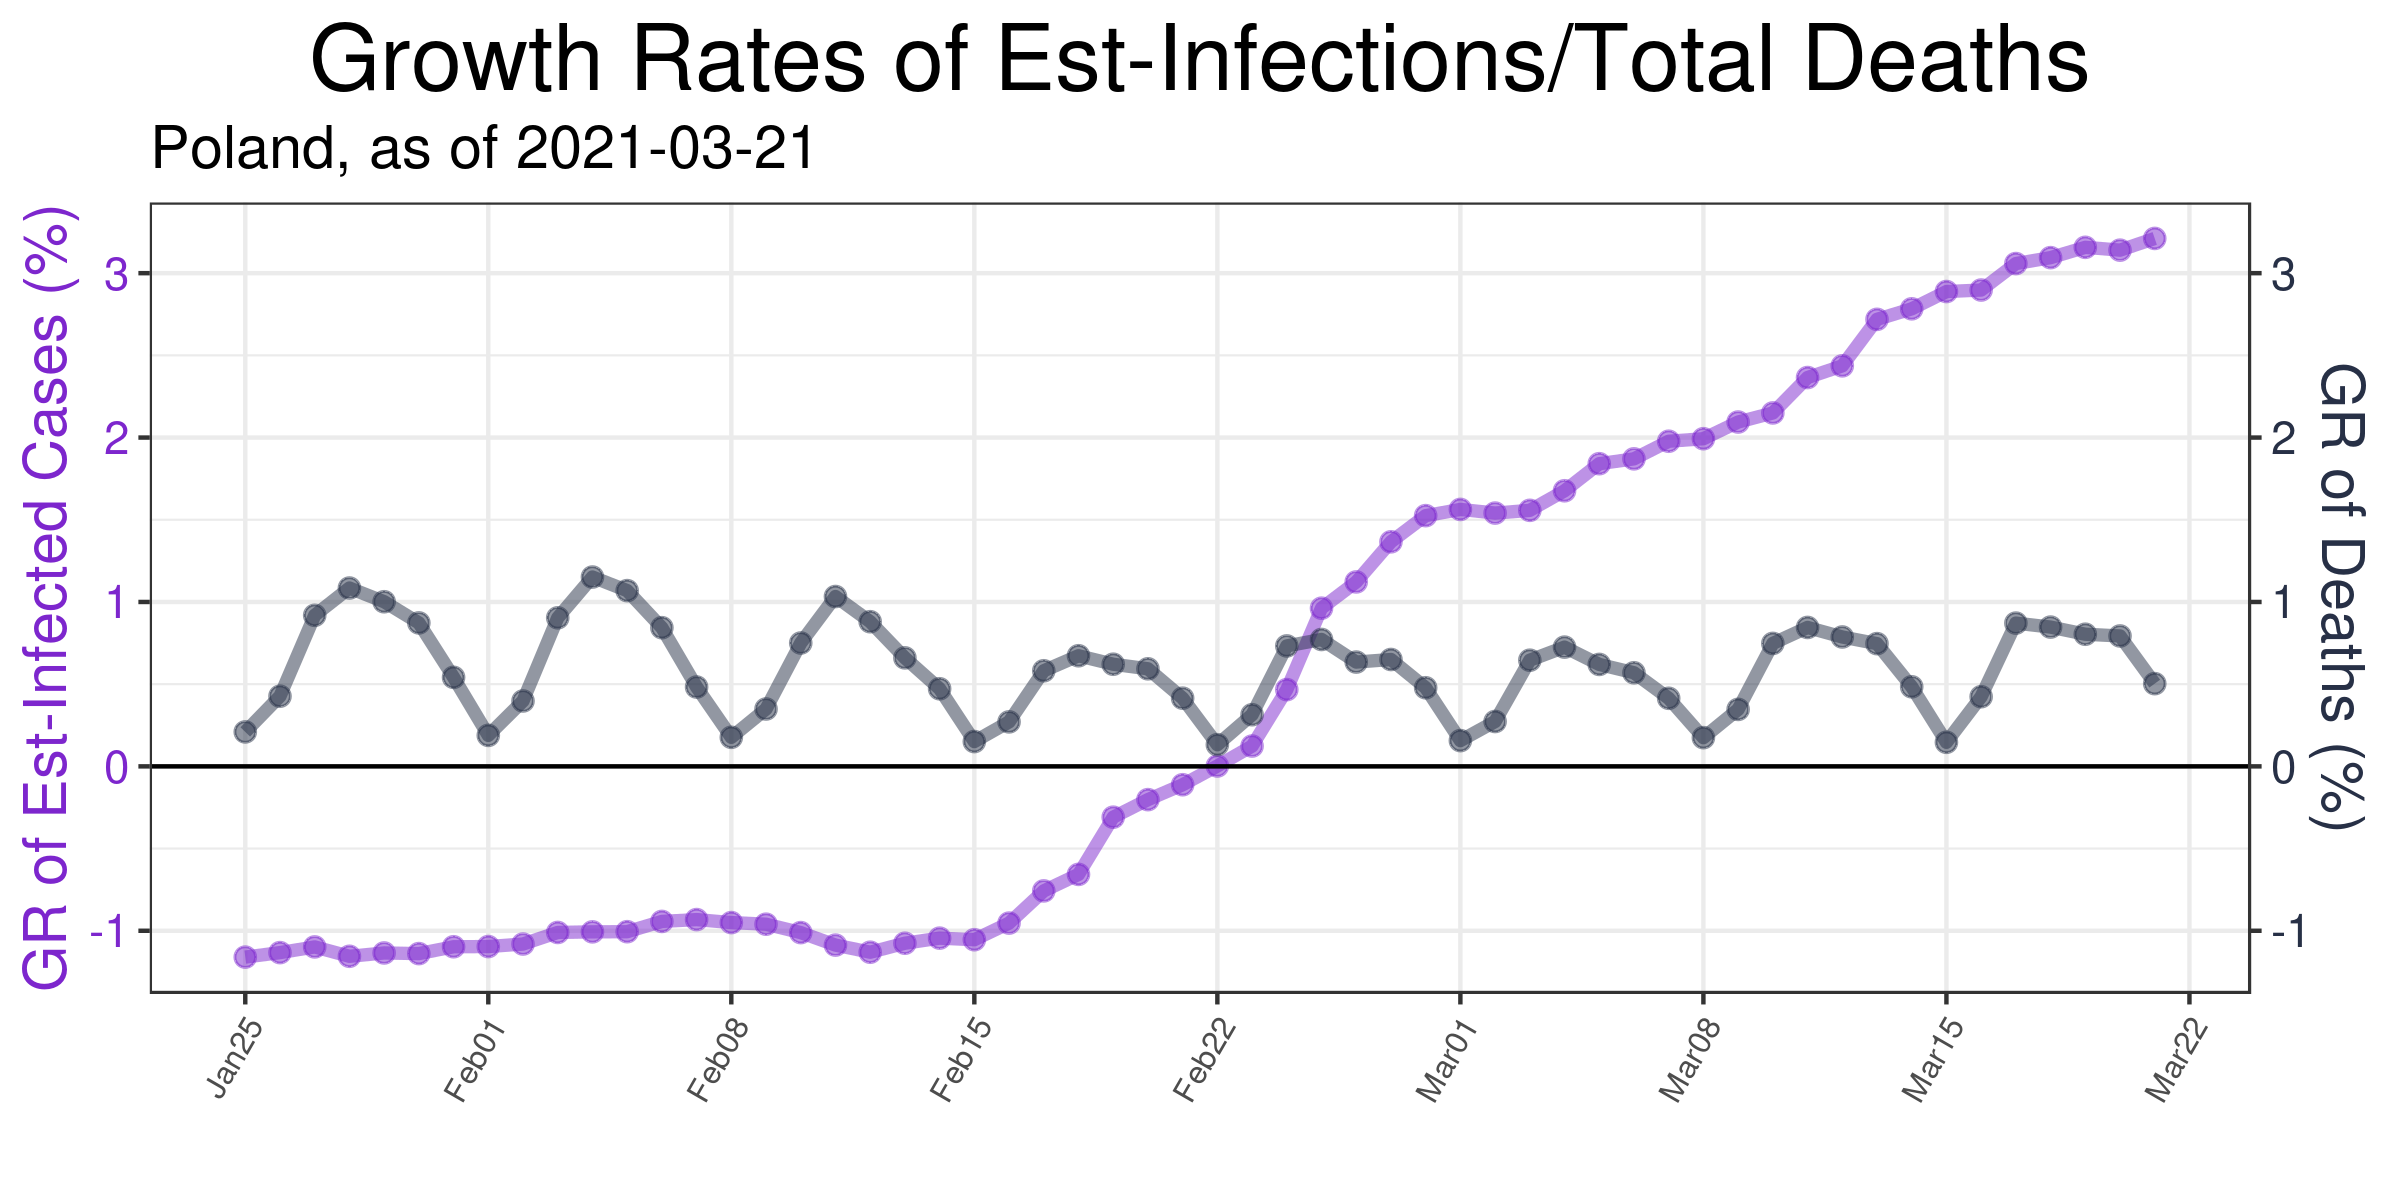 Growth Rates of Est-Infections/Total Deaths
Poland, as of 2021-03-21
GR of Est-Infected Cases (%)
3
2
1
0
-1
3
2
1
0
-1
GR of Deaths (%)
Jan25
Feb01
Feb08
Feb15
Feb22
Mar01
Mar08
Mar15
Mar22